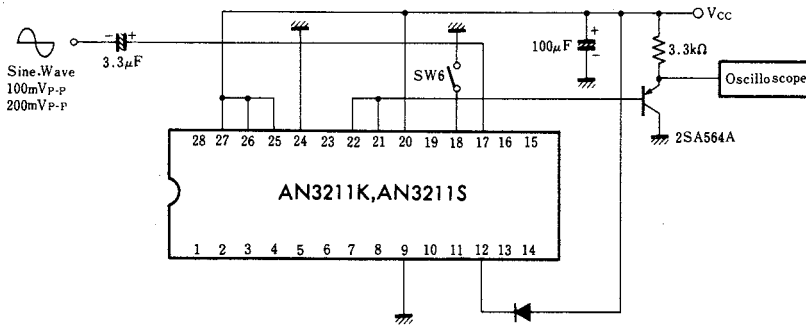 VCC
Sine-Wave
100mVP-P
200mVP-P
3.3μF
SW6
100μF
+
-
3.3kΩ
Oscilloscope
2SA564A
- +
28 27 26 25 24 23 22 21 20 19 18 17 16 15
AN3211K,AN3211S
1 2 3 4 5 6 7 8 9 10 11 12 13 14